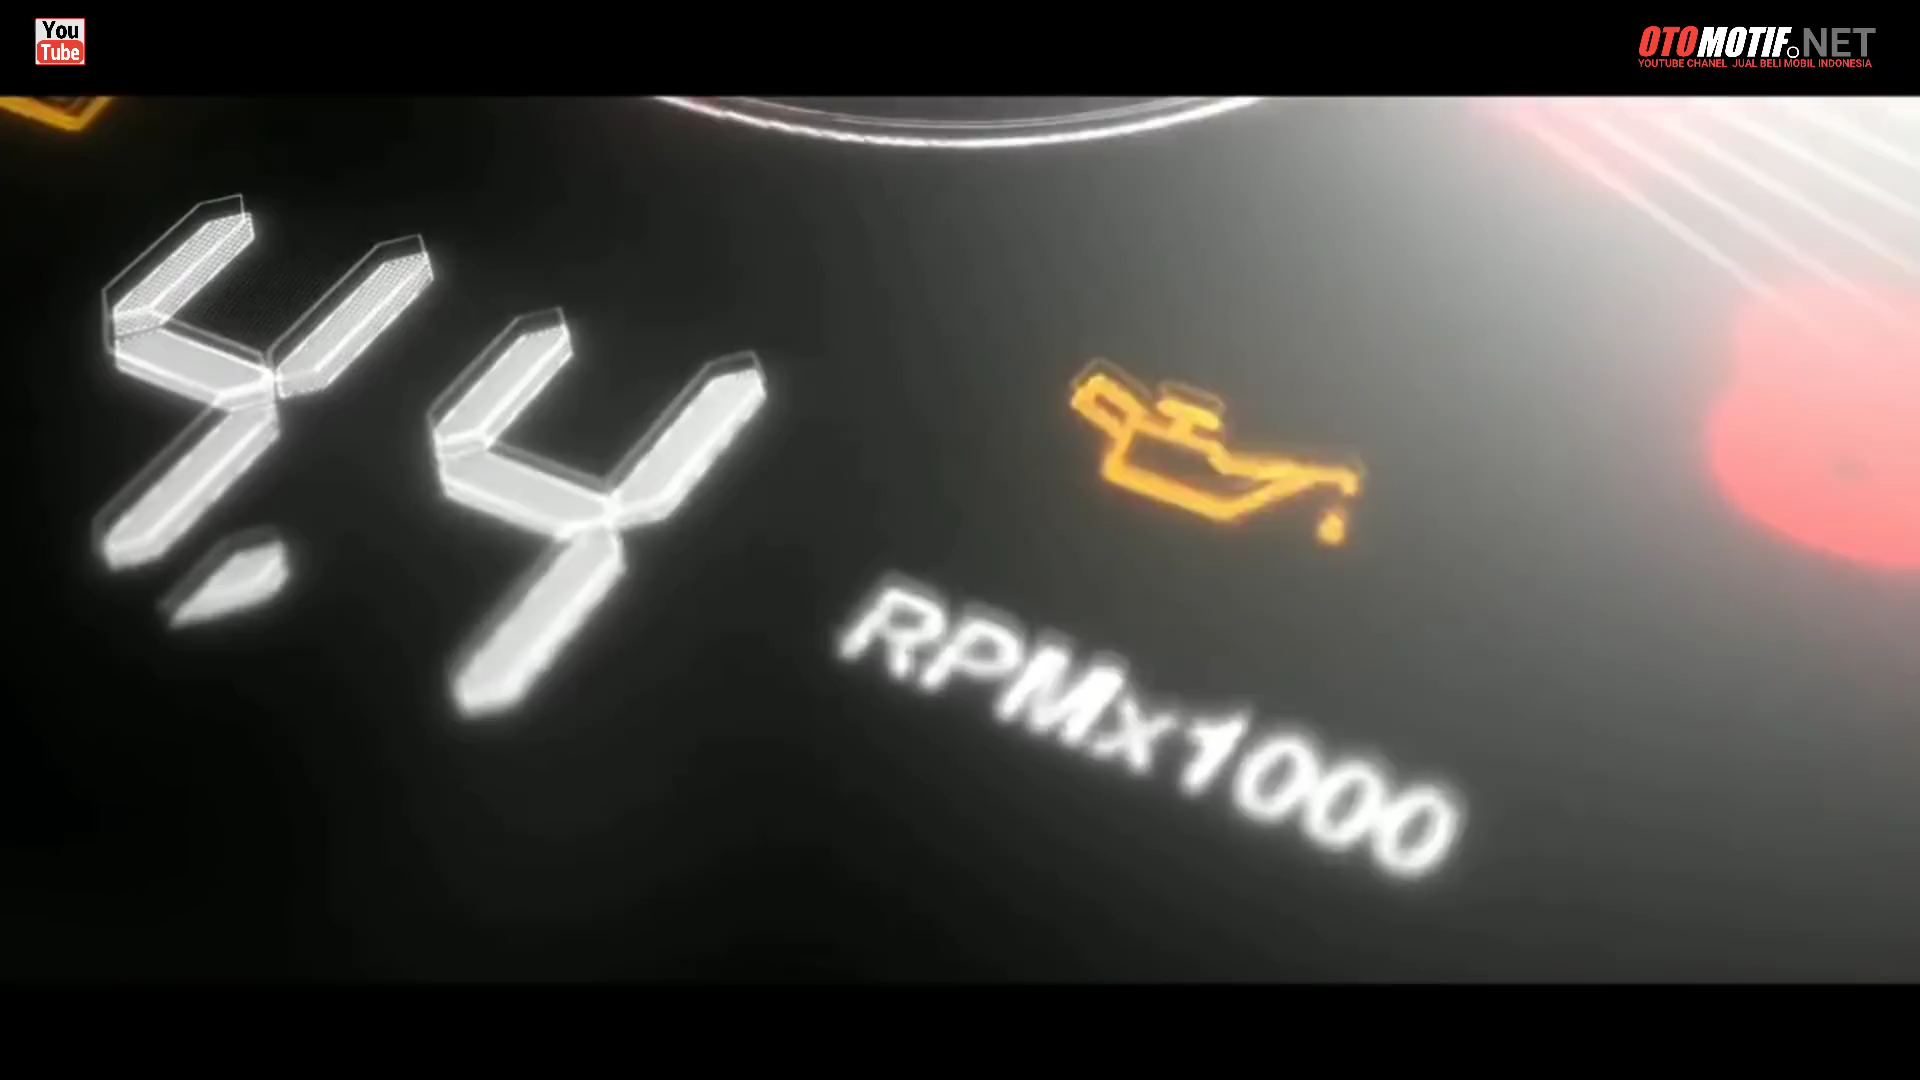 You
Tube
OTOMOTIF.NET
YOUTUBE CHANEL JUAL BELI MOBIL INDONESIA
4.4
RPMx1000